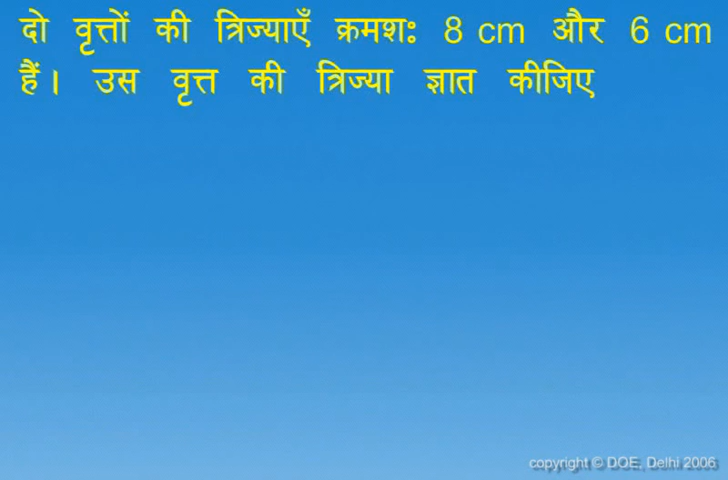 दो वृत्तों की त्रिज्याएँ क्रमशः 8 cm और 6 cm
हैं। उस वृत्त की त्रिज्या ज्ञात कीजिए
copyright © DOE, Delhi 2006